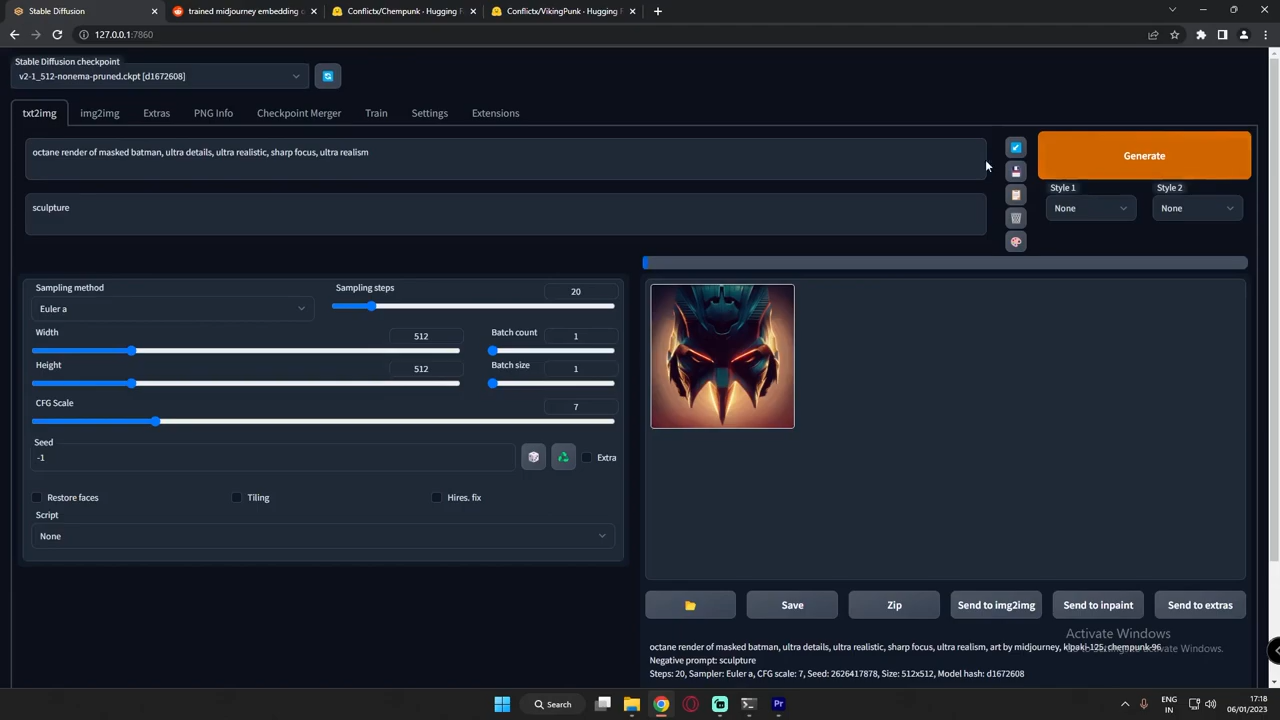 Stable Diffusion
trained midjourney embedding o
Conflictx/Chempunk · Hugging F
Conflictx/VikingPunk · Hugging
127.0.0.1:7860
Stable Diffusion checkpoint
v2-1_512-nonema-pruned.ckpt [d1672608]
txt2img
img2img
Extras
PNG Info
Checkpoint Merger
Train
Settings
Extensions
octane render of masked batman, ultra details, ultra realistic, sharp focus, ultra realism
sculpture
Generate
Style 1
Style 2
None
None
Sampling method
Euler a
Sampling steps
20
Width
512
Batch count
1
Height
512
Batch size
1
CFG Scale
7
Seed
-1
Extra
Restore faces
Tiling
Hires. fix
Script
None
Save
Zip
Send to img2img
Send to inpaint
Send to extras
octane render of masked batman, ultra details, ultra realistic, sharp focus, ultra realism, art by midjourney, klpaki-125, chempunk-96
Negative prompt: sculpture
Steps: 20, Sampler: Euler a, CFG scale: 7, Seed: 2626417878, Size: 512x512, Model hash: d1672608
Activate Windows
Activate Windows.
Search
ENG
IN
17:18
06/01/2023